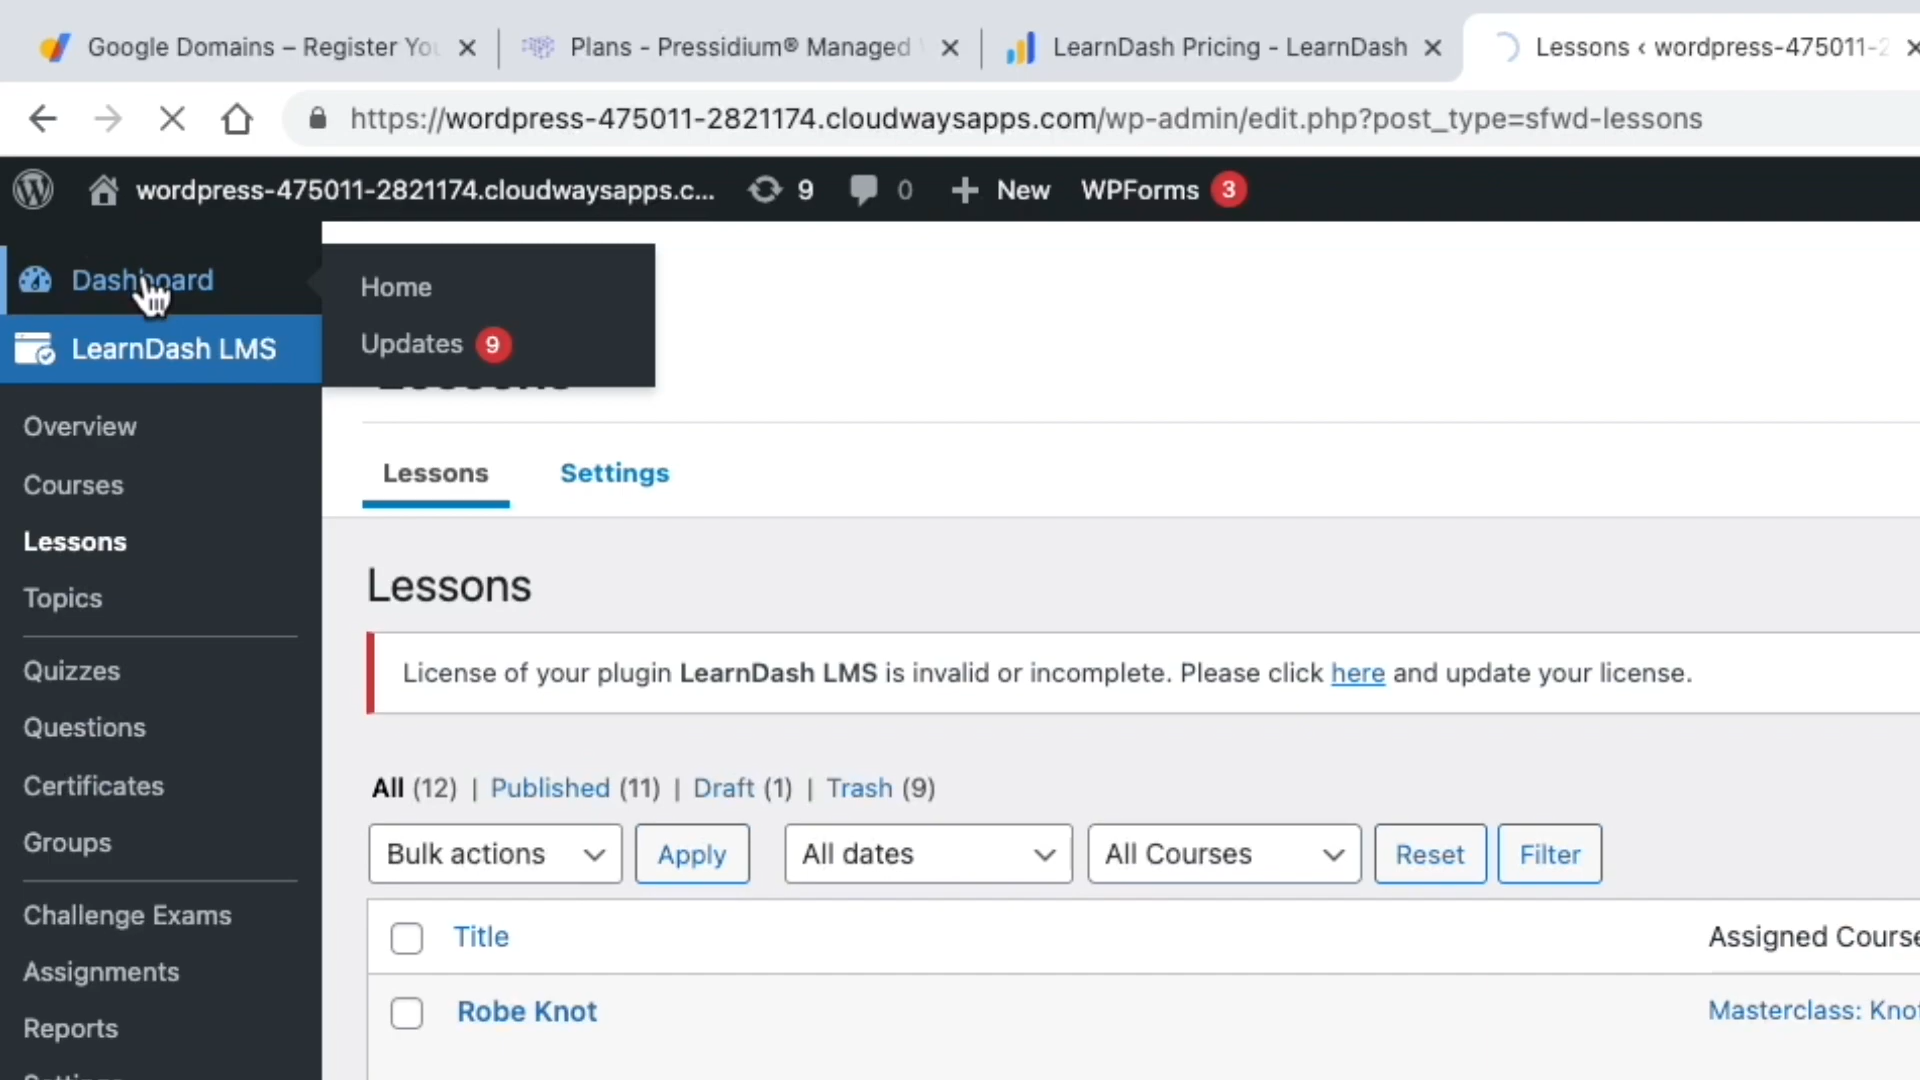 Google Domains – Register Yo
Plans - Pressidium® Managed
LearnDash Pricing - LearnDash
Lessons ‹ wordpress-475011-2
https://wordpress-475011-2821174.cloudwaysapps.com/wp-admin/edit.php?post_type=sfwd-lessons
wordpress-475011-2821174.cloudwaysapps.c... 9 0 New WPForms 3
Dashboard
Home
Updates 9
LearnDash LMS
Overview
Courses
Lessons
Topics
Quizzes
Questions
Certificates
Groups
Challenge Exams
Assignments
Reports
Lessons Settings
Lessons
License of your plugin LearnDash LMS is invalid or incomplete. Please click here and update your license.
All (12) | Published (11) | Draft (1) | Trash (9)
Bulk actions Apply All dates All Courses Reset Filter
Title Assigned Course
Robe Knot Masterclass: Knot